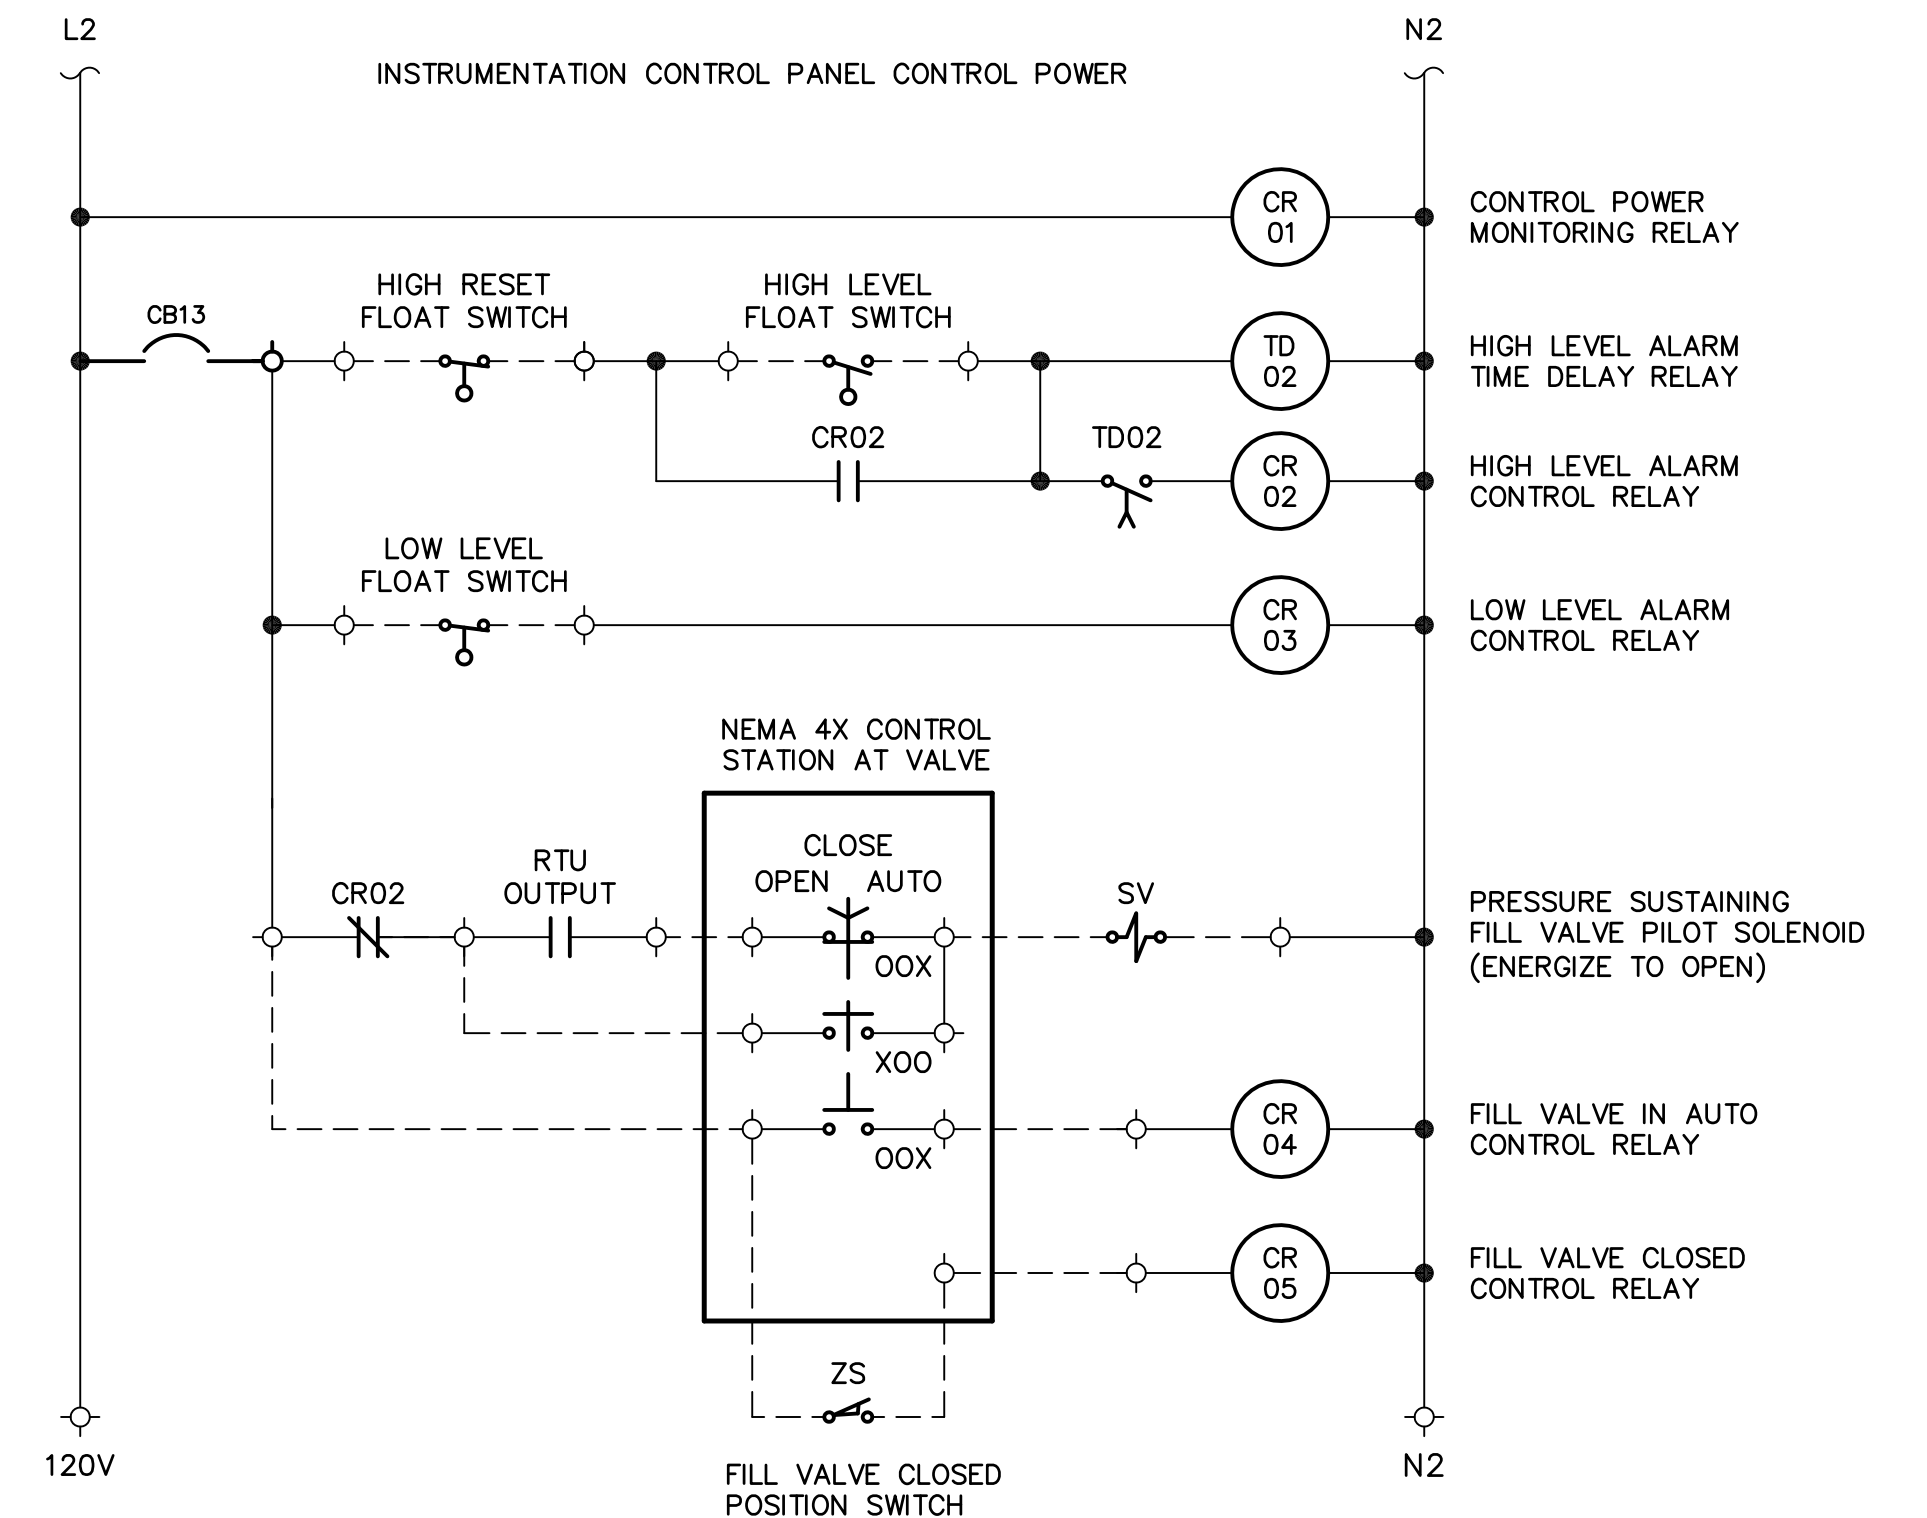 L2
N2
INSTRUMENTATION CONTROL PANEL CONTROL POWER
CR
01
CONTROL POWER
MONITORING RELAY
CB13
HIGH RESET
FLOAT SWITCH
HIGH LEVEL
FLOAT SWITCH
TD
02
HIGH LEVEL ALARM
TIME DELAY RELAY
CR02
TD02
CR
02
HIGH LEVEL ALARM
CONTROL RELAY
LOW LEVEL
FLOAT SWITCH
CR
03
LOW LEVEL ALARM
CONTROL RELAY
NEMA 4X CONTROL
STATION AT VALVE
CLOSE
OPEN AUTO
CR02
RTU
OUTPUT
OOX
SV
PRESSURE SUSTAINING
FILL VALVE PILOT SOLENOID
(ENERGIZE TO OPEN)
XOO
OOX
CR
04
FILL VALVE IN AUTO
CONTROL RELAY
CR
05
FILL VALVE CLOSED
CONTROL RELAY
ZS
FILL VALVE CLOSED
POSITION SWITCH
120V
N2